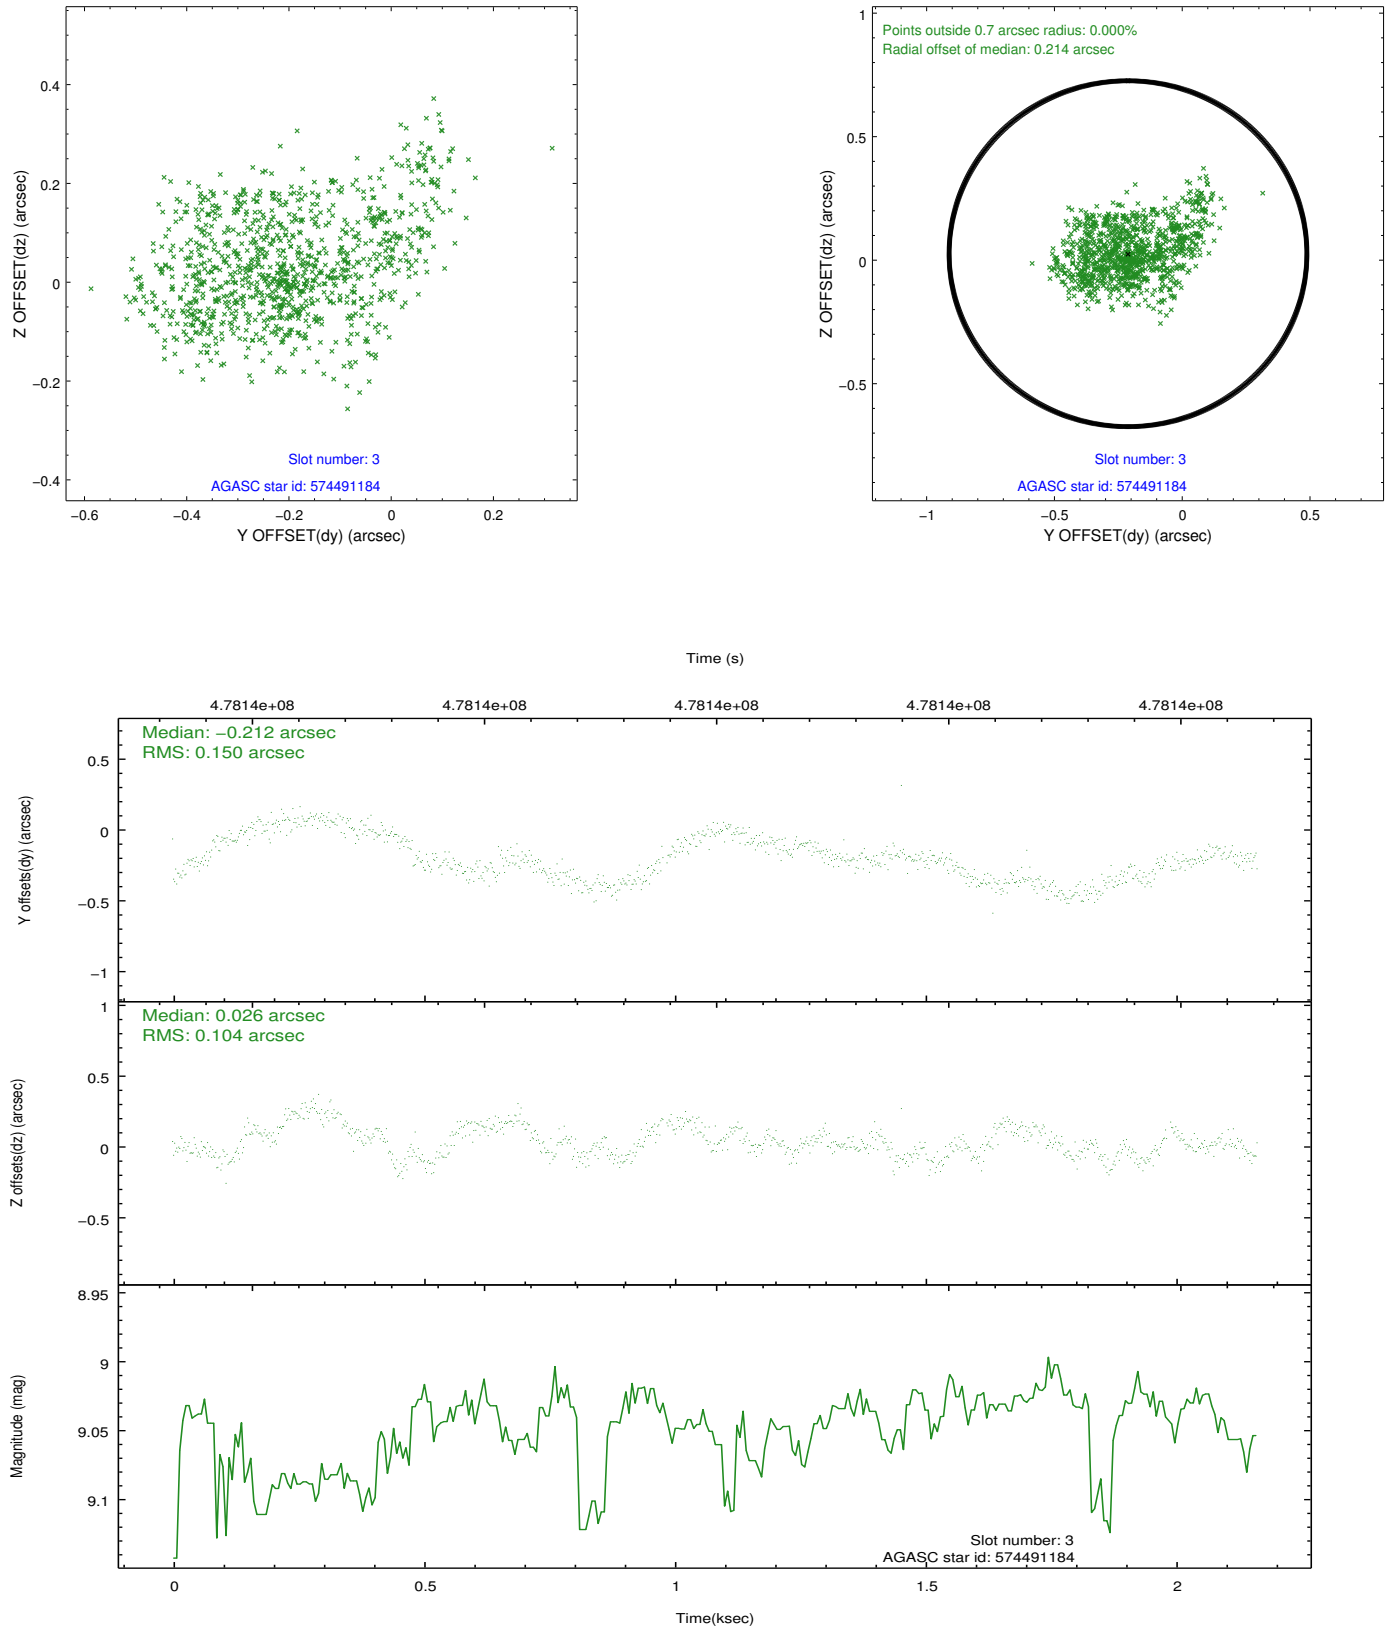 0.4
0.2
0
−0.2
−0.4
Z OFFSET(dz) (arcsec)
Slot number: 3
AGASC star id: 574491184
−0.6 −0.4 −0.2 0 0.2
Y OFFSET(dy) (arcsec)
1
0.5
0
−0.5
Z OFFSET(dz) (arcsec)
Points outside 0.7 arcsec radius: 0.000%
Radial offset of median: 0.214 arcsec
Slot number: 3
AGASC star id: 574491184
−1 −0.5 0 0.5
Y OFFSET(dy) (arcsec)
Time (s)
4.7814e+08 4.7814e+08 4.7814e+08 4.7814e+08 4.7814e+08
Median: −0.212 arcsec
RMS: 0.150 arcsec
0.5
0
−0.5
−1
Y offsets(dy) (arcsec)
Median: 0.026 arcsec
RMS: 0.104 arcsec
1
0.5
0
−0.5
Z offsets(dz) (arcsec)
8.95
9
9.05
9.1
Magnitude (mag)
Slot number: 3
AGASC star id: 574491184
0 0.5 1 1.5 2
Time(ksec)